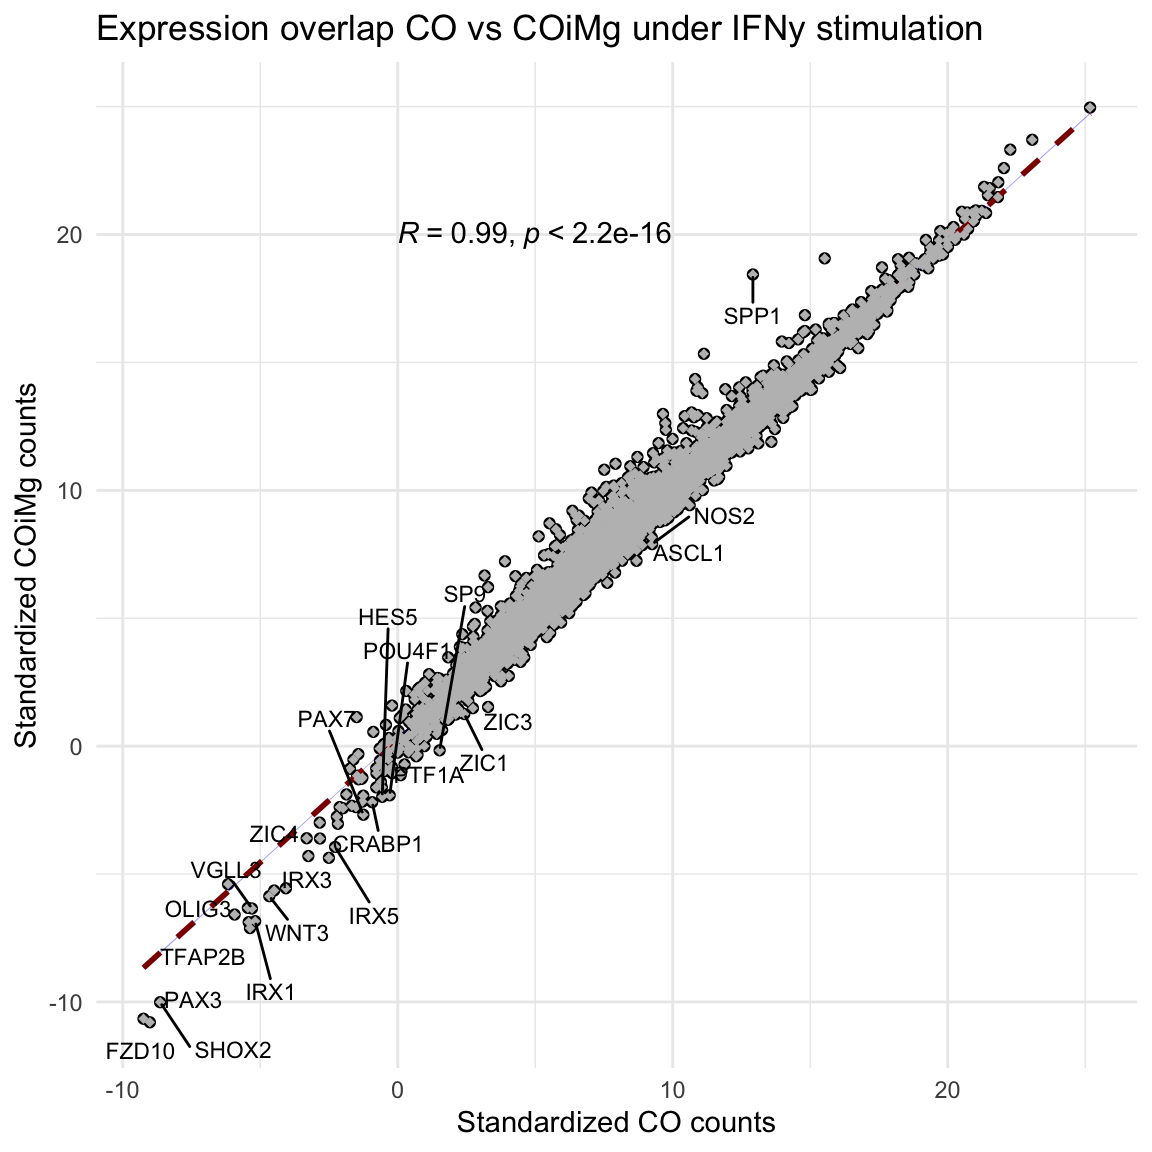 Expression overlap CO vs COiMg under IFNy stimulation
R = 0.99, p < 2.2e-16
SPP1
NOS2
ASCL1
SP9
HES5
POU4F1
PAX7
ZIC3
ZIC1
PTF1A
ZIC4
CRABP1
VGLL3
IRX3
OLIG3
IRX5
WNT3
TFAP2B
IRX1
PAX3
FZD10
SHOX2
20
10
0
-10
-10
0
10
20
Standardized COiMg counts
Standardized CO counts